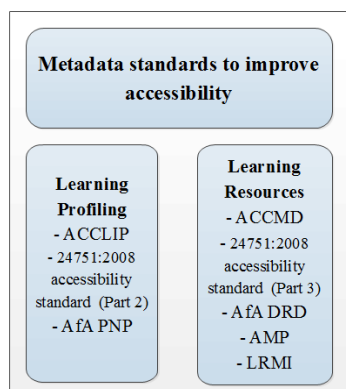 Metadata standards to improve
accessibility
Learning
Profiling
- ACCLIP
- 24751:2008
accessibility
standard (Part 2)
- AfA PNP
Learning
Resources
- ACCMD
- 24751:2008
accessibility
standard (Part 3)
- AfA DRD
- AMP
- LRMI